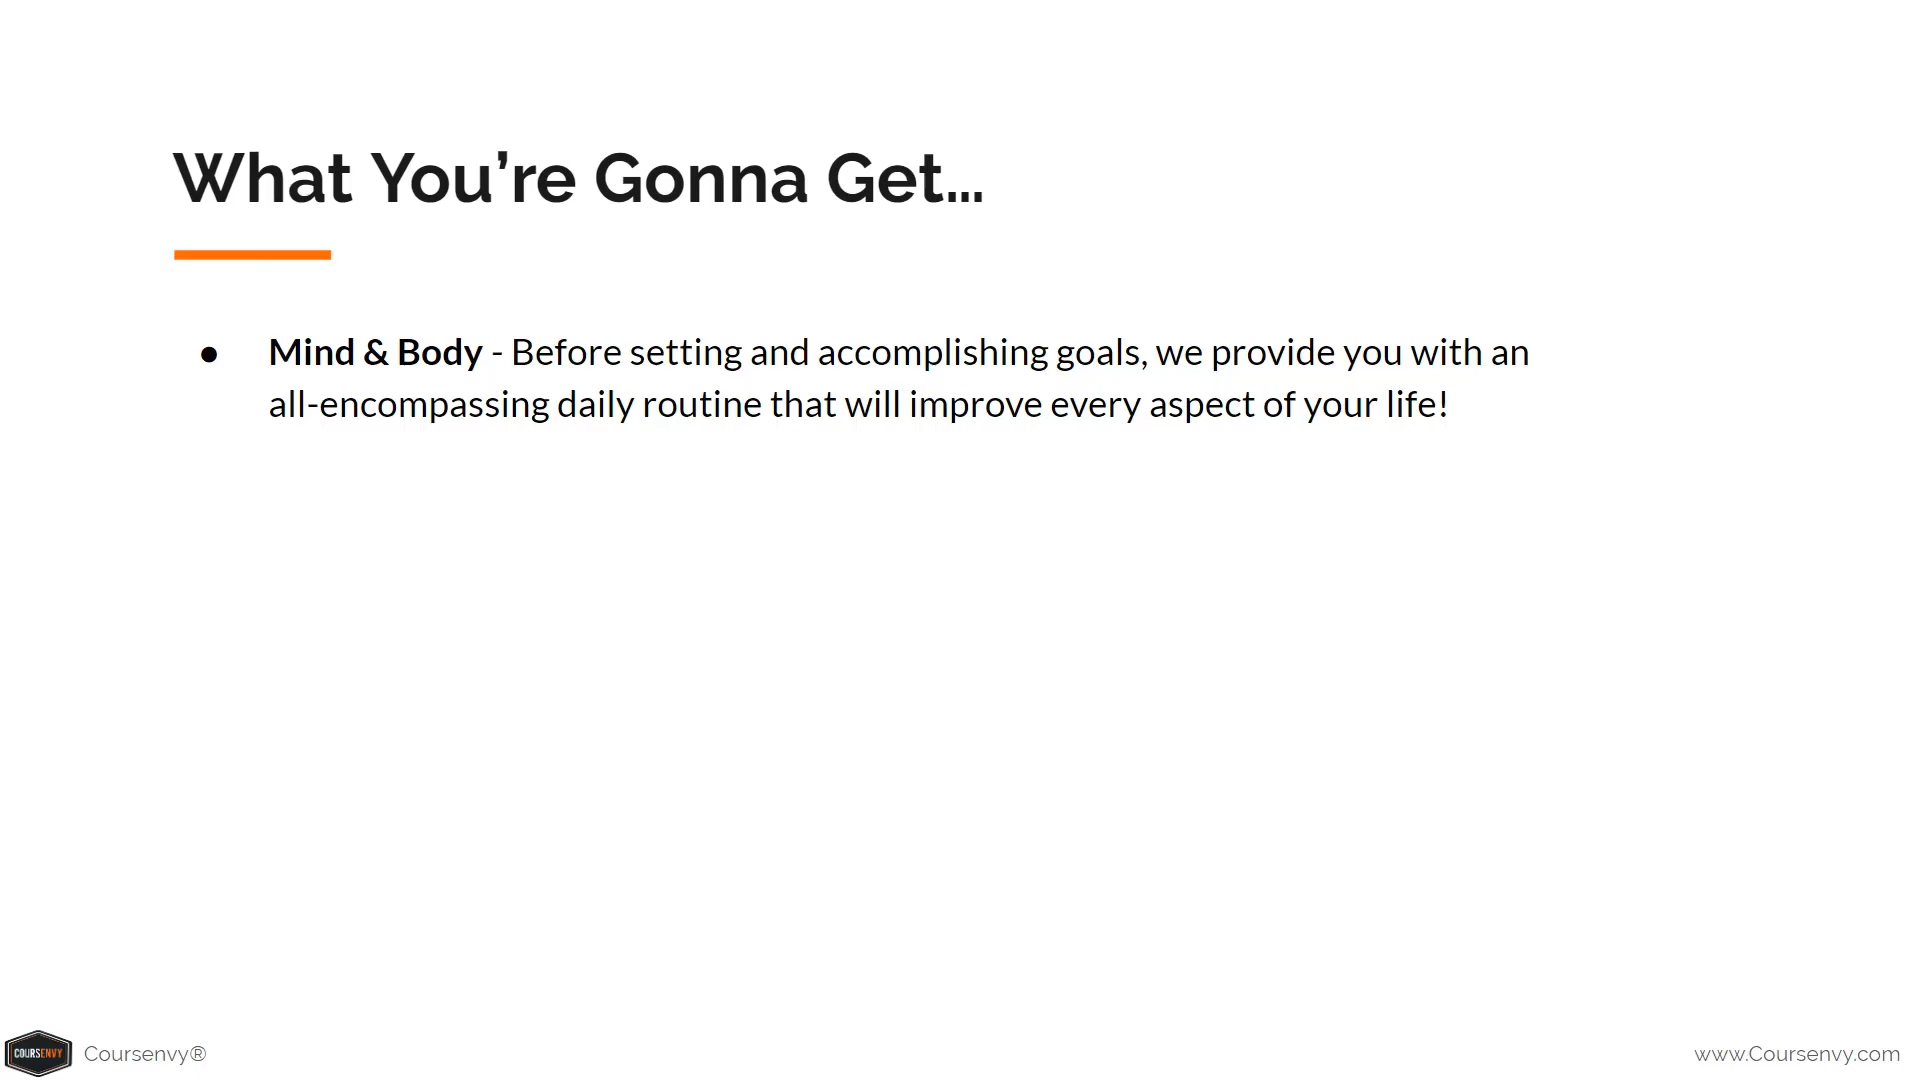 What You’re Gonna Get…
● Mind & Body - Before setting and accomplishing goals, we provide you with an
all-encompassing daily routine that will improve every aspect of your life!
COURSENVY
Coursenvy®
www.Coursenvy.com